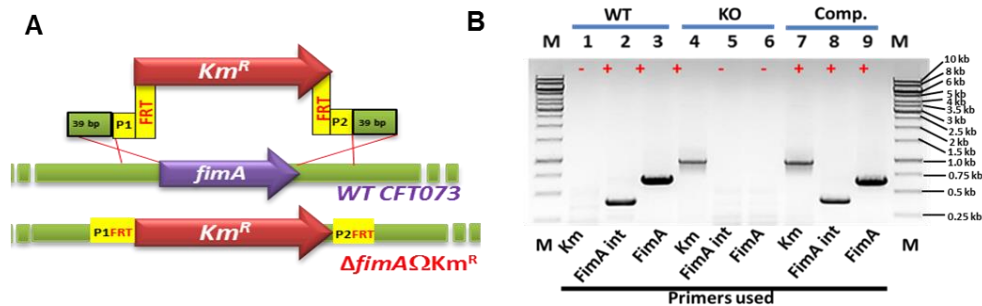 A
Km^R
39 bp
P1
FRT
FRT
P2
39 bp
fimA
WT CFT073
P1FRT
Km^R
P2FRT
ΔfimAΩKm^R
B
WT
KO
Comp.
M 1 2 3 4 5 6 7 8 9 M
- + + + - - + + +
10 kb
8 kb
6 kb
5 kb
4 kb
3.5 kb
3 kb
2.5 kb
2 kb
1.5 kb
1.0 kb
0.75 kb
0.5 kb
0.25 kb
M Km FimA int FimA Km FimA int FimA Km FimA int FimA M
Primers used